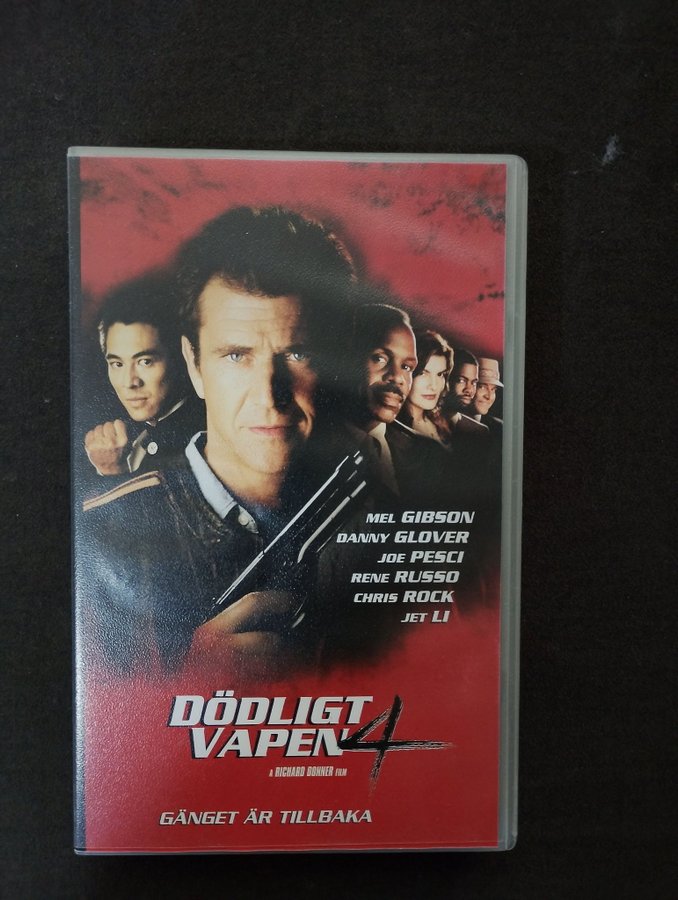 MEL GIBSON
DANNY GLOVER
JOE PESCI
RENE RUSSO
CHRIS ROCK
JET LI
DÖDLIGT
VAPEN 4
A RICHARD DONNER FILM
GÄNGET ÄR TILLBAKA